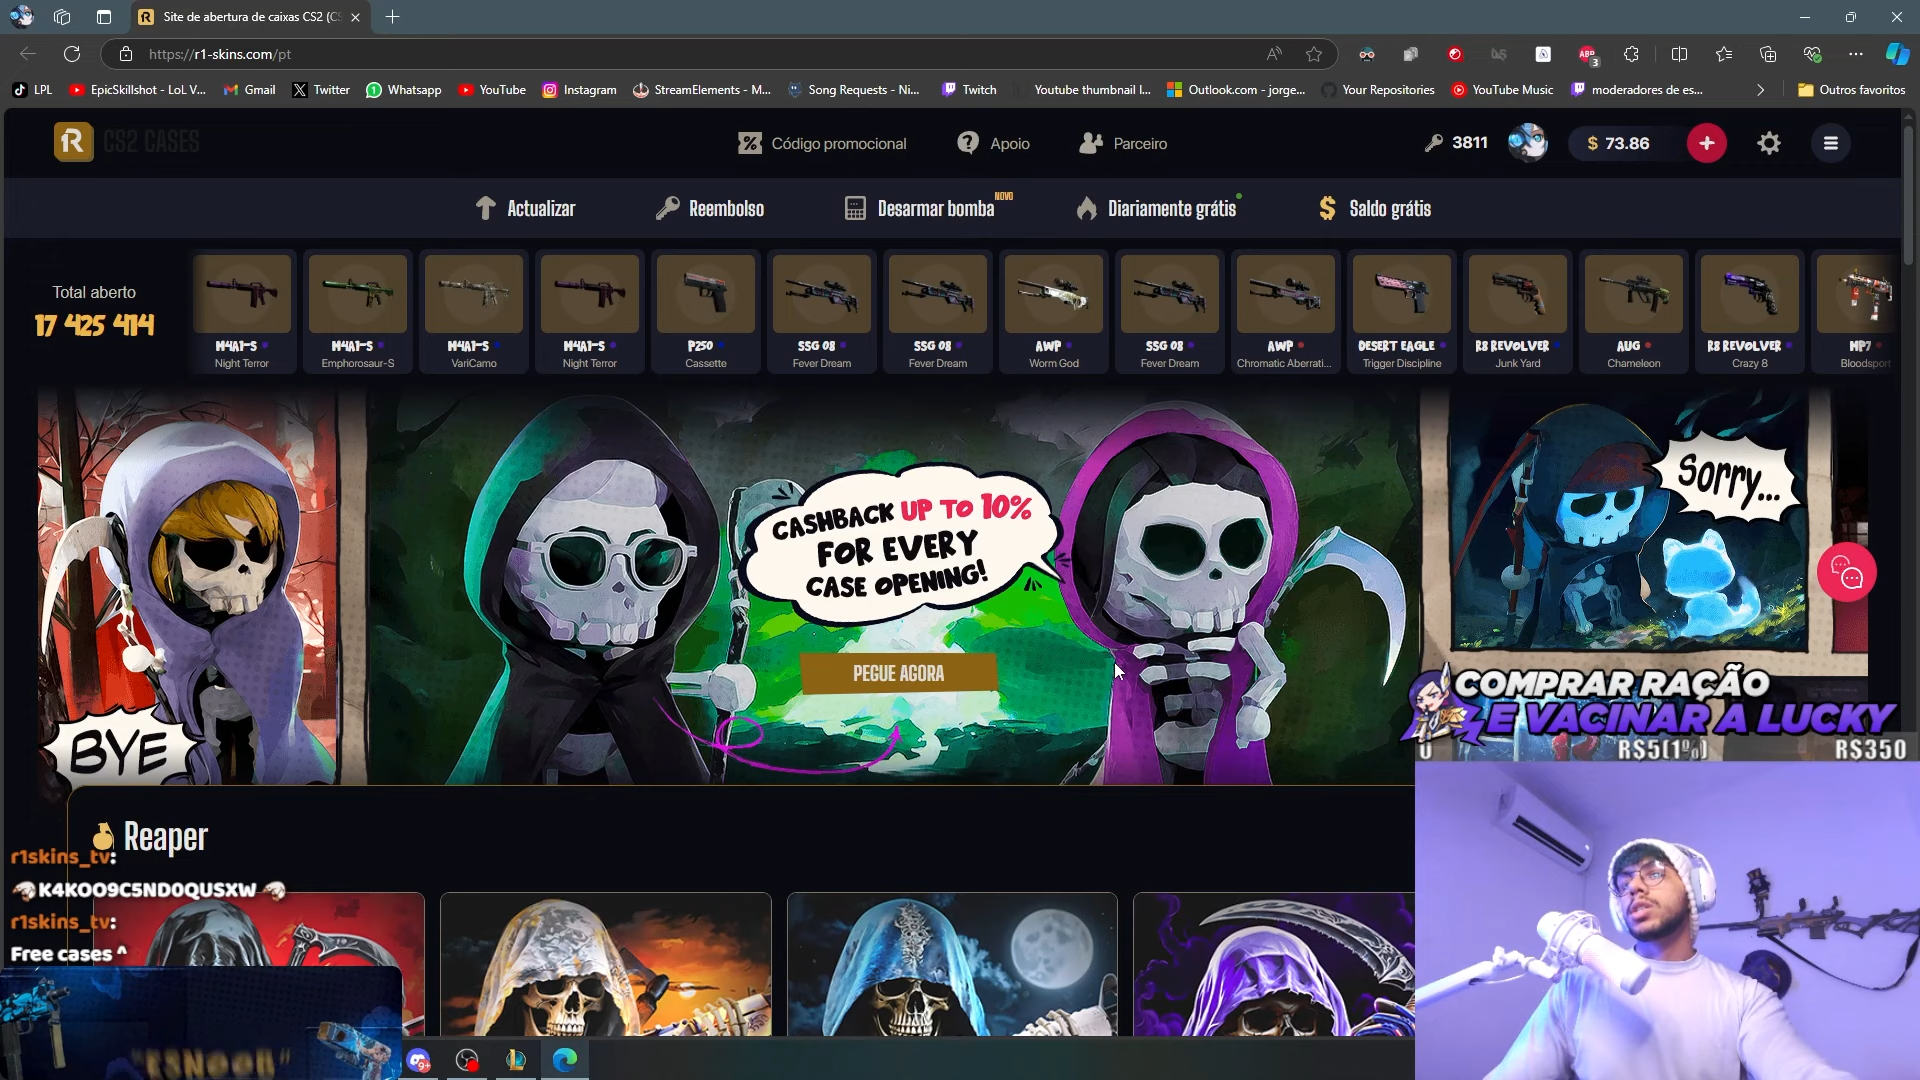 Site de abertura de caixas CS2 (CS
https://r1-skins.com/pt
3
LPL
EpicSkillshot - LoL V...
Gmail
Twitter
Whatsapp
YouTube
Instagram
StreamElements - M...
Song Requests - Ni...
Twitch
Youtube thumbnail l...
Outlook.com - jorge...
Your Repositories
YouTube Music
moderadores de es...
Outros favoritos
CS2 CASES
Código promocional
Apoio
Parceiro
3811
$ 73.86
Actualizar
Reembolso
Desarmar bomba
NOVO
Diariamente grátis
Saldo grátis
Total aberto
17 425 414
M4A1-S
Night Terror
M4A1-S
Emphorosaur-S
M4A1-S
VariCamo
M4A1-S
Night Terror
P250
Cassette
SSG 08
Fever Dream
SSG 08
Fever Dream
AWP
Worm God
SSG 08
Fever Dream
AWP
Chromatic Aberrati...
DESERT EAGLE
Trigger Discipline
R8 REVOLVER
Junk Yard
AUG
Chameleon
R8 REVOLVER
Crazy 8
MP7
Bloodsport
CASHBACK UP TO 10%
FOR EVERY
CASE OPENING!
PEGUE AGORA
Sorry...
BYE
COMPRAR RAÇÃO
E VACINAR A LUCKY
0
R$5(1%)
R$350
Reaper
r1skins_tv:
K4KOO9C5ND0QUSXW
r1skins_tv:
Free cases ^
9+